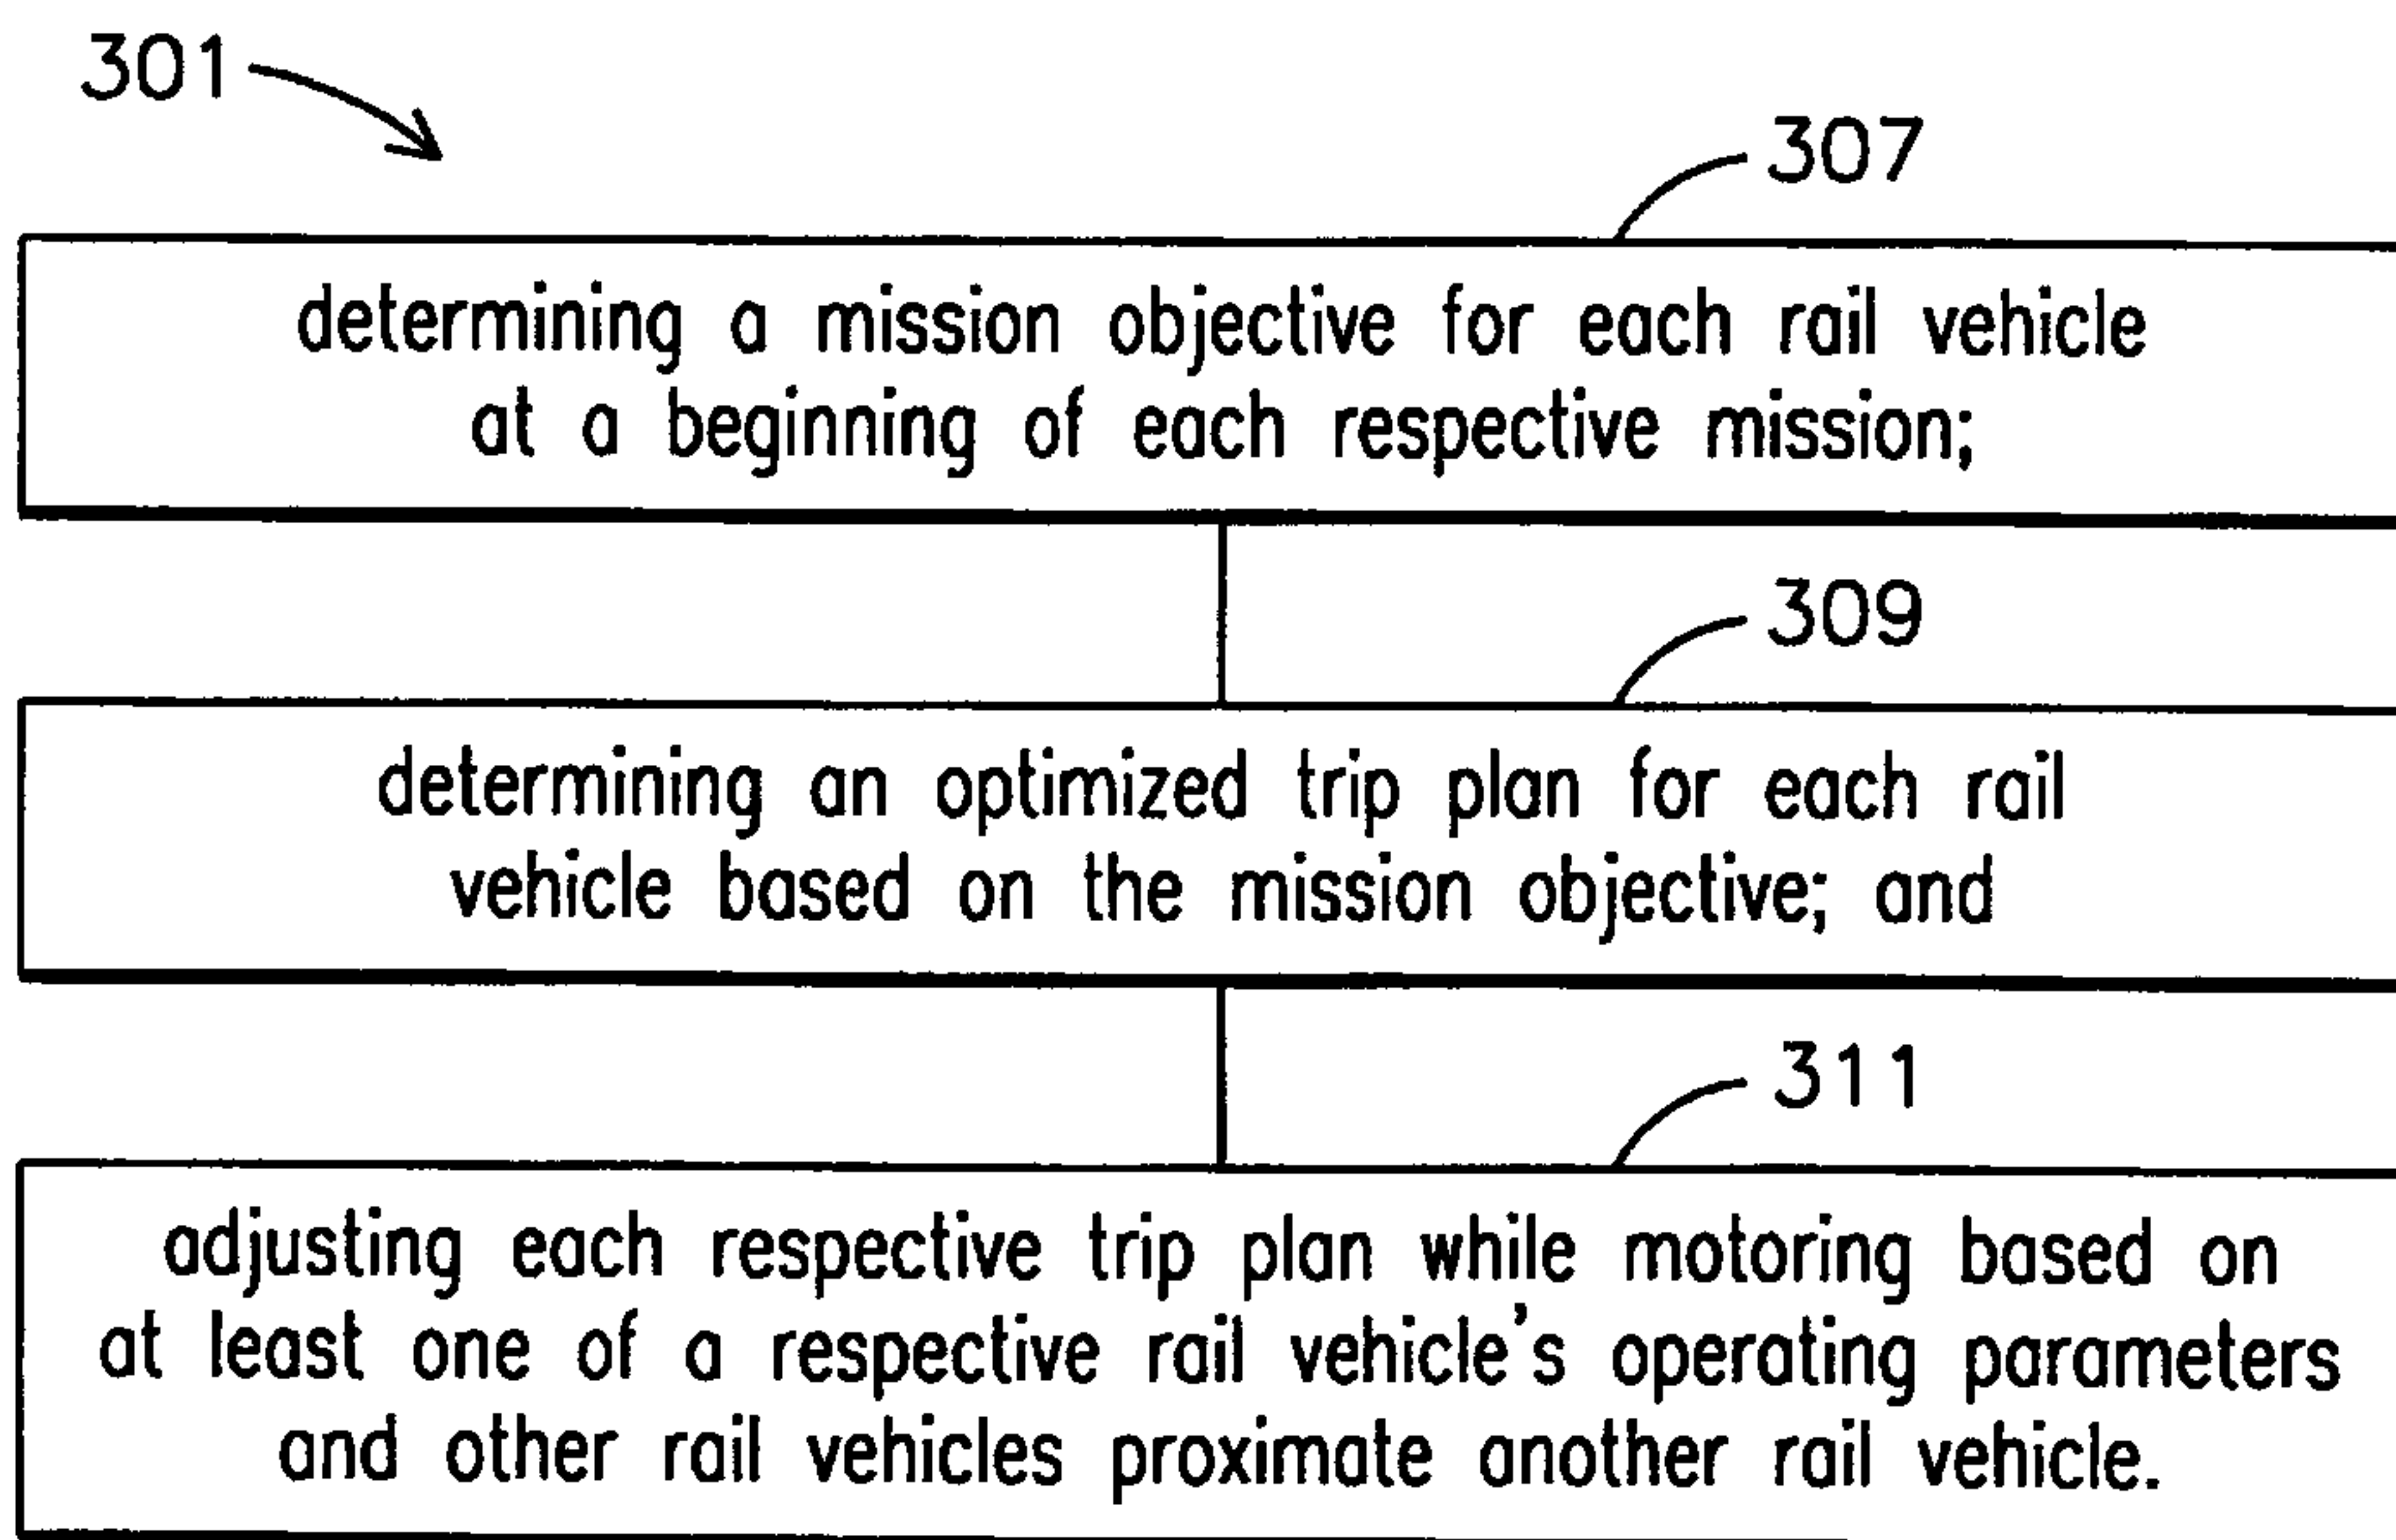 301
307
determining a mission objective for each rail vehicle
at a beginning of each respective mission;
309
determining an optimized trip plan for each rail
vehicle based on the mission objective; and
311
adjusting each respective trip plan while motoring based on
at least one of a respective rail vehicle's operating parameters
and other rail vehicles proximate another rail vehicle.